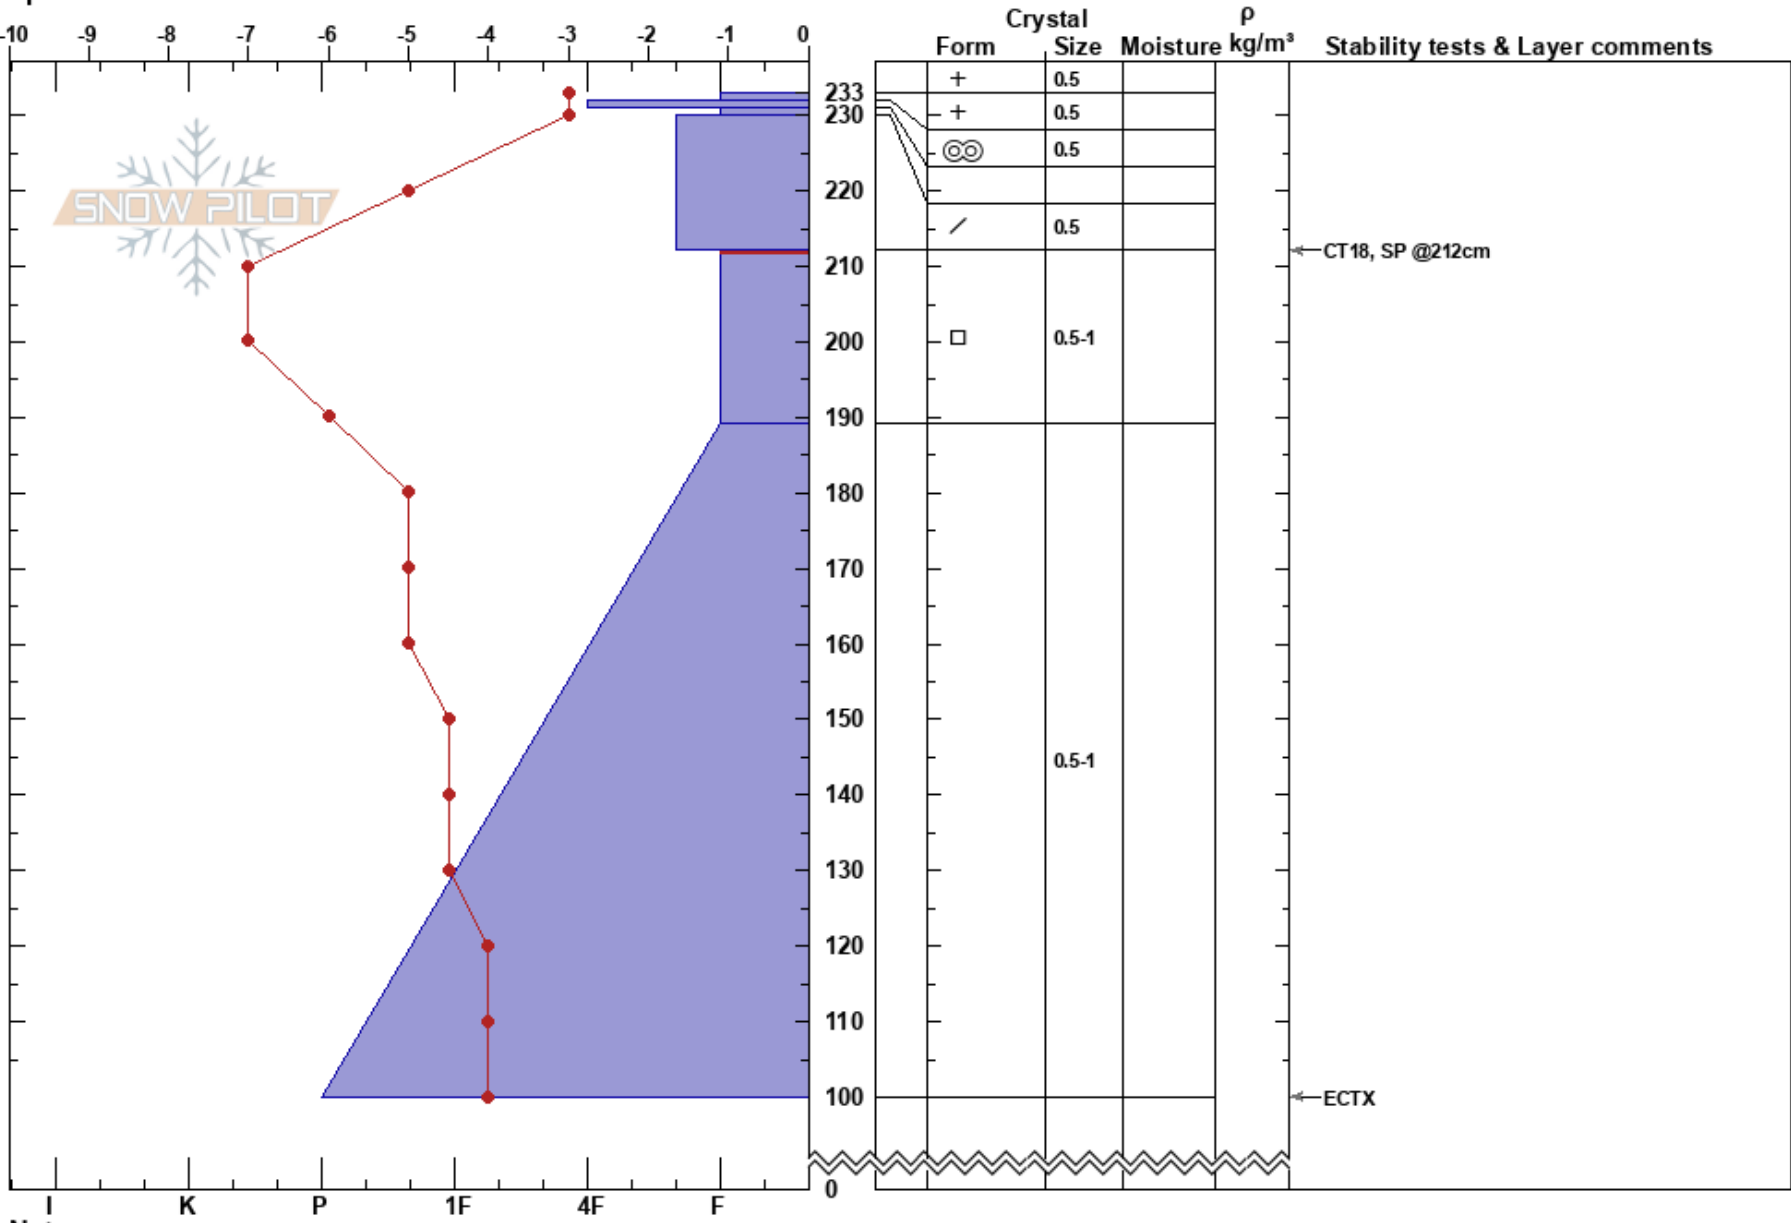 Crystal ρ
-10 -9 -8 -7 -6 -5 -4 -3 -2 -1 0
Form Size Moisture kg/m³ Stability tests & Layer comments
+ 0.5
233
230 + 0.5
SNOW PILOT
0.5
220
0.5
CT18, SP @212cm
210
200 0.5-1
190
180
170
160
150
0.5-1
140
130
120
110
100 ECTX
0
I K P 1F 4F F